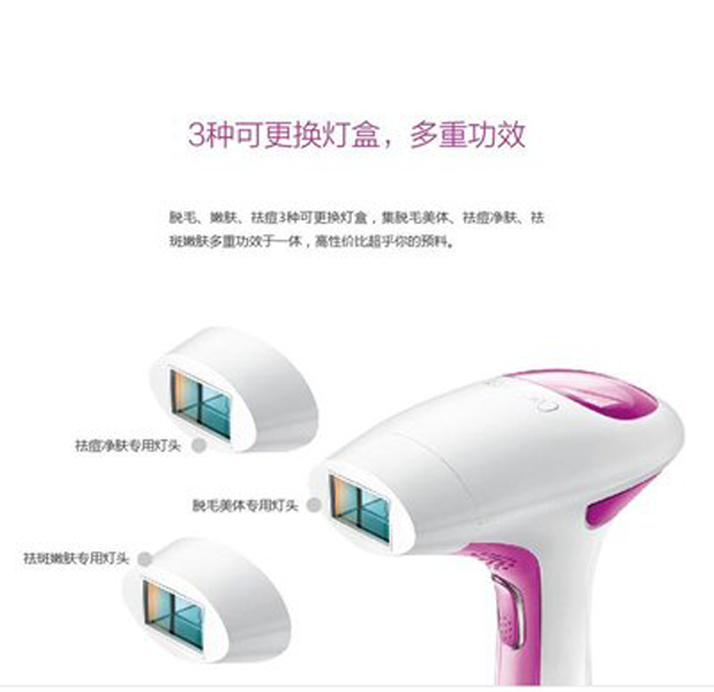 3种可更换灯盒，多重功效
脱毛、嫩肤、祛痘3种可更换灯盒，集脱毛美体、祛痘净肤、祛
斑嫩肤多重功效于一体，高性价比超乎你的预料。
祛痘净肤专用灯头
脱毛美体专用灯头
祛斑嫩肤专用灯头